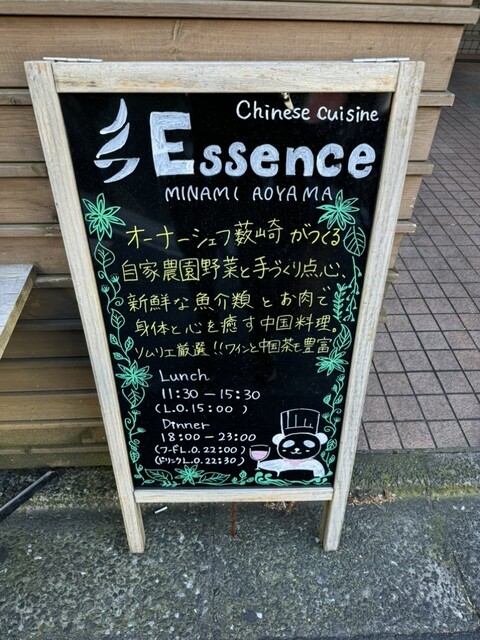 Chinese cuisine
Essence
MINAMI AOYAMA
オーナーシェフ薮崎がつくる
自家農園野菜と手づくり点心、
新鮮な魚介類とお肉で
身体と心を癒す中国料理。
ソムリエ厳選!!ワインと中国茶も豊富
Lunch
11:30-15:30
(L.O.15:00)
Dinner
18:00-23:00
(フードL.O.22:00)
(ドリンクL.O.22:30)